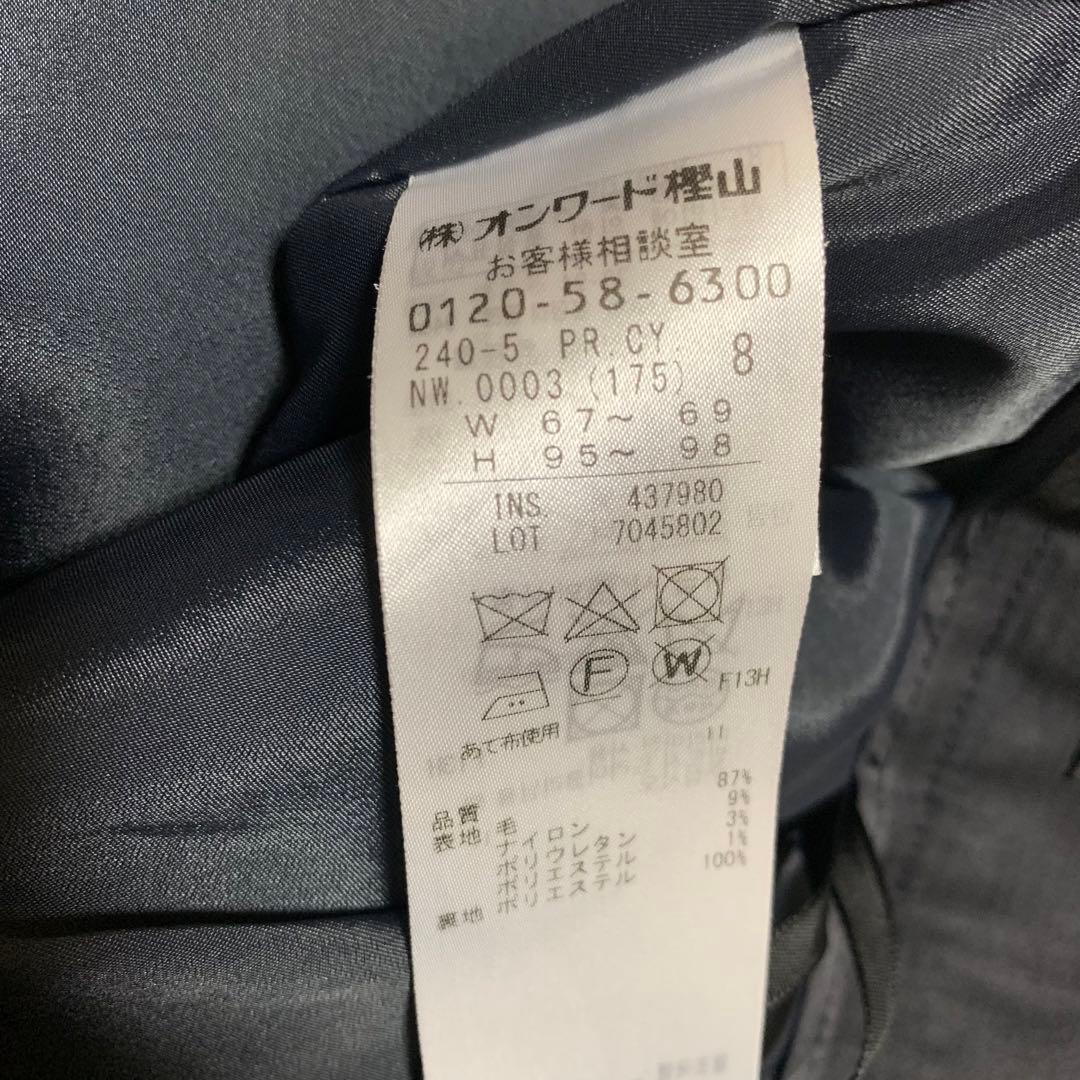 (株)オンワード樫山
お客様相談室
0120-58-6300
240-5 PR.CY. 8
NW.0003 (175)
W 67～ 69
H 95～ 98
INS. 437980
LOT 7045802
F W F13H
あて布使用 11
品質
表地 毛 87%
ナイロン 9%
ポリウレタン 3%
ポリエステル 1%
裏地 ポリエステル 100%